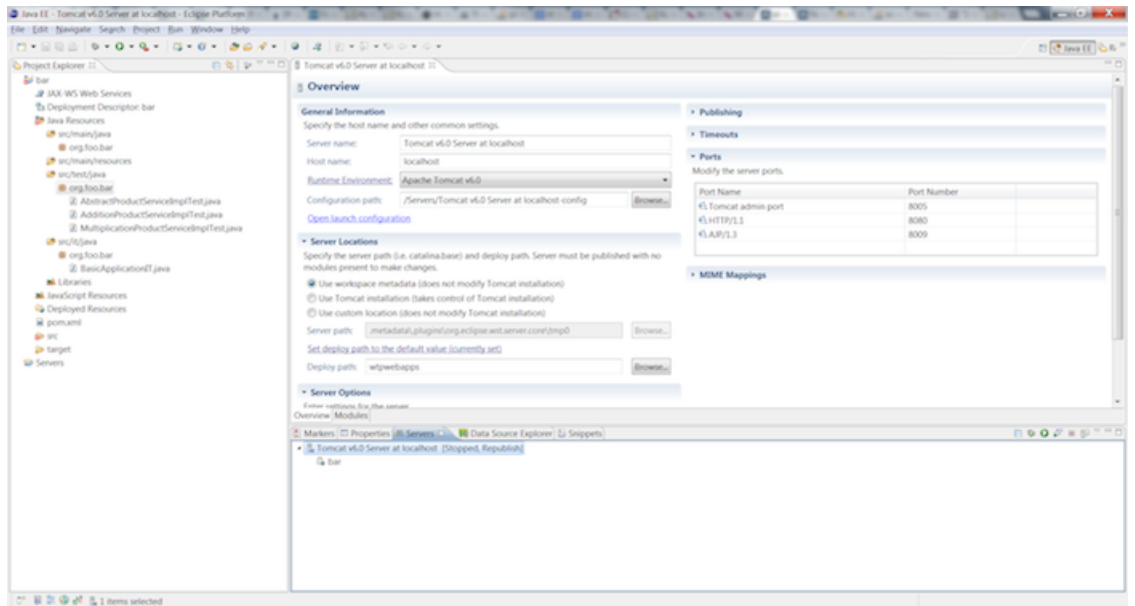 Java EE - Tomcat v6.0 Server at localhost - Eclipse Platform
File Edit Navigate Search Project Run Window Help
Java EE
Project Explorer
bar
JAX-WS Web Services
Deployment Descriptor: bar
Java Resources
src/main/java
org.foo.bar
src/main/resources
src/test/java
org.foo.bar
AbstractProductServiceImplTest.java
AdditionProductServiceImplTest.java
MultiplicationProductServiceImplTest.java
src/it/java
org.foo.bar
BasicApplicationIT.java
Libraries
JavaScript Resources
Deployed Resources
pom.xml
src
target
Servers
Tomcat v6.0 Server at localhost
Overview
General Information
Specify the host name and other common settings.
Server name: Tomcat v6.0 Server at localhost
Host name: localhost
Runtime Environment: Apache Tomcat v6.0
Configuration path: /Servers/Tomcat v6.0 Server at localhost-config Browse...
Open launch configuration
Server Locations
Specify the server path (i.e. catalina.base) and deploy path. Server must be published with no
modules present to make changes.
Use workspace metadata (does not modify Tomcat installation)
Use Tomcat installation (takes control of Tomcat installation)
Use custom location (does not modify Tomcat installation)
Server path: .metadata\.plugins\org.eclipse.wst.server.core\tmp0 Browse...
Set deploy path to the default value (currently set)
Deploy path: wtpwebapps Browse...
Server Options
Enter settings for the server.
Publishing
Timeouts
Ports
Modify the server ports.
Port Name Port Number
Tomcat admin port 8005
HTTP/1.1 8080
AJP/1.3 8009
MIME Mappings
Overview Modules
Markers Properties Servers Data Source Explorer Snippets
Tomcat v6.0 Server at localhost [Stopped, Republish]
bar
1 items selected